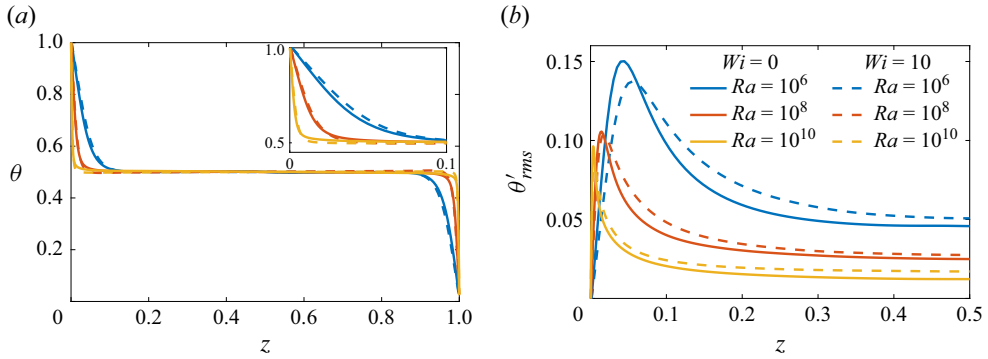 (a)
(b)
1.0
0.8
0.6
θ
0.4
0.2
0 0.2 0.4 0.6 0.8 1.0
z
1.0
0.5
0 0.1
0.15
0.10
θ′rms
0.05
0 0.1 0.2 0.3 0.4 0.5
z
Wi = 0 Wi = 10
Ra = 10⁶ Ra = 10⁶
Ra = 10⁸ Ra = 10⁸
Ra = 10¹⁰ Ra = 10¹⁰